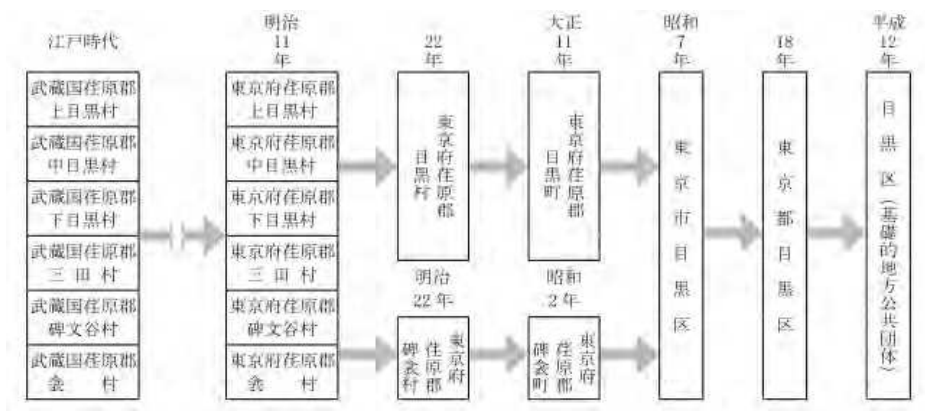 江戸時代
武蔵国荏原郡
上目黒村
武蔵国荏原郡
中目黒村
武蔵国荏原郡
下目黒村
武蔵国荏原郡
三田村
武蔵国荏原郡
碑文谷村
武蔵国荏原郡
衾村
明治
11
年
東京府荏原郡
上目黒村
東京府荏原郡
中目黒村
東京府荏原郡
下目黒村
東京府荏原郡
三田村
東京府荏原郡
碑文谷村
東京府荏原郡
衾村
22
年
東京府荏原郡
目黒村
明治
22年
東京府
荏原郡
碑衾村
大正
11
年
東京府荏原郡
目黒町
昭和
2年
東京府
荏原郡
碑衾町
昭和
7
年
東京市目黒区
18
年
東京都目黒区
平成
12
年
目黒区(基礎的地方公共団体)